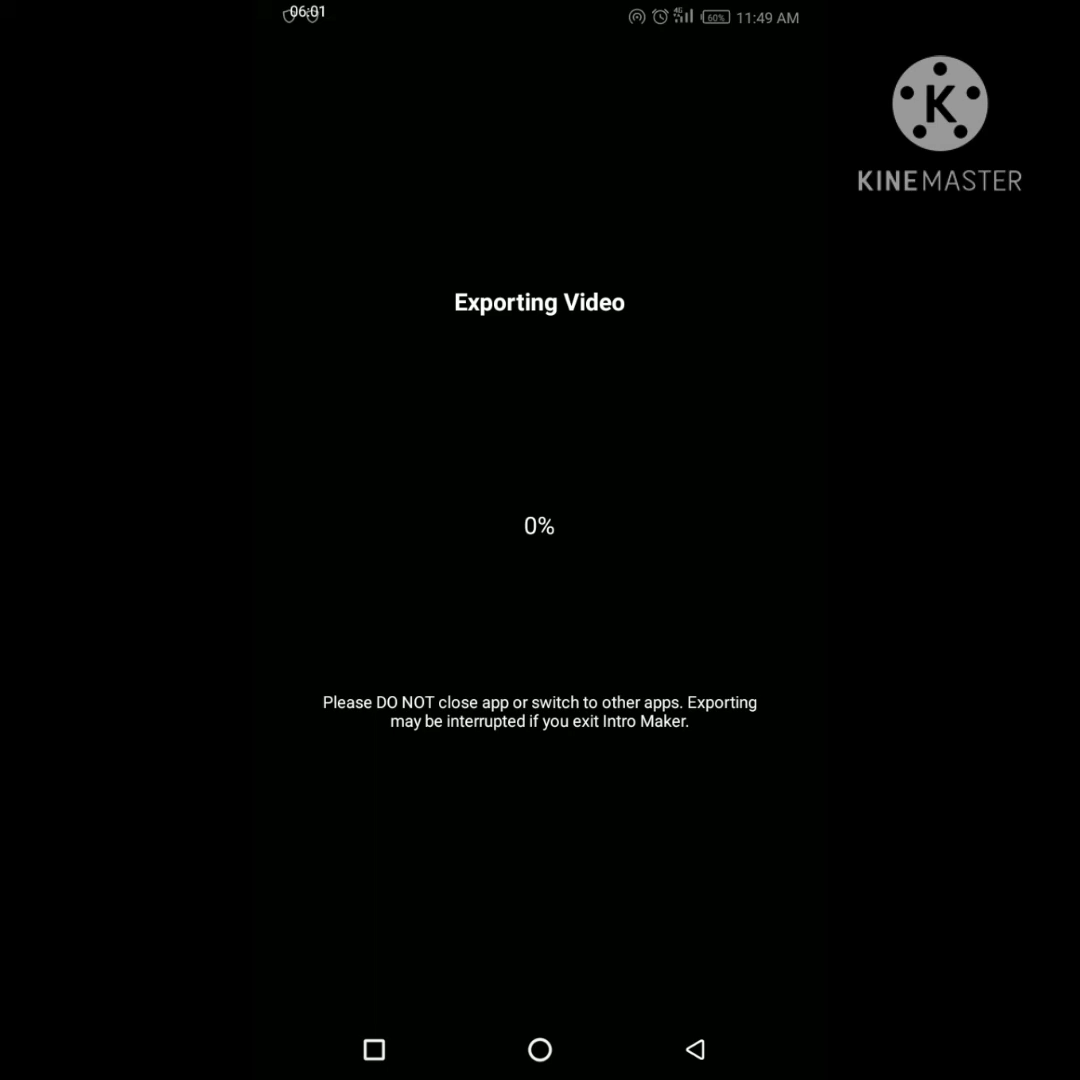 06:01
4G
60%
11:49 AM
K
KINEMASTER
Exporting Video
0%
Please DO NOT close app or switch to other apps. Exporting
may be interrupted if you exit Intro Maker.